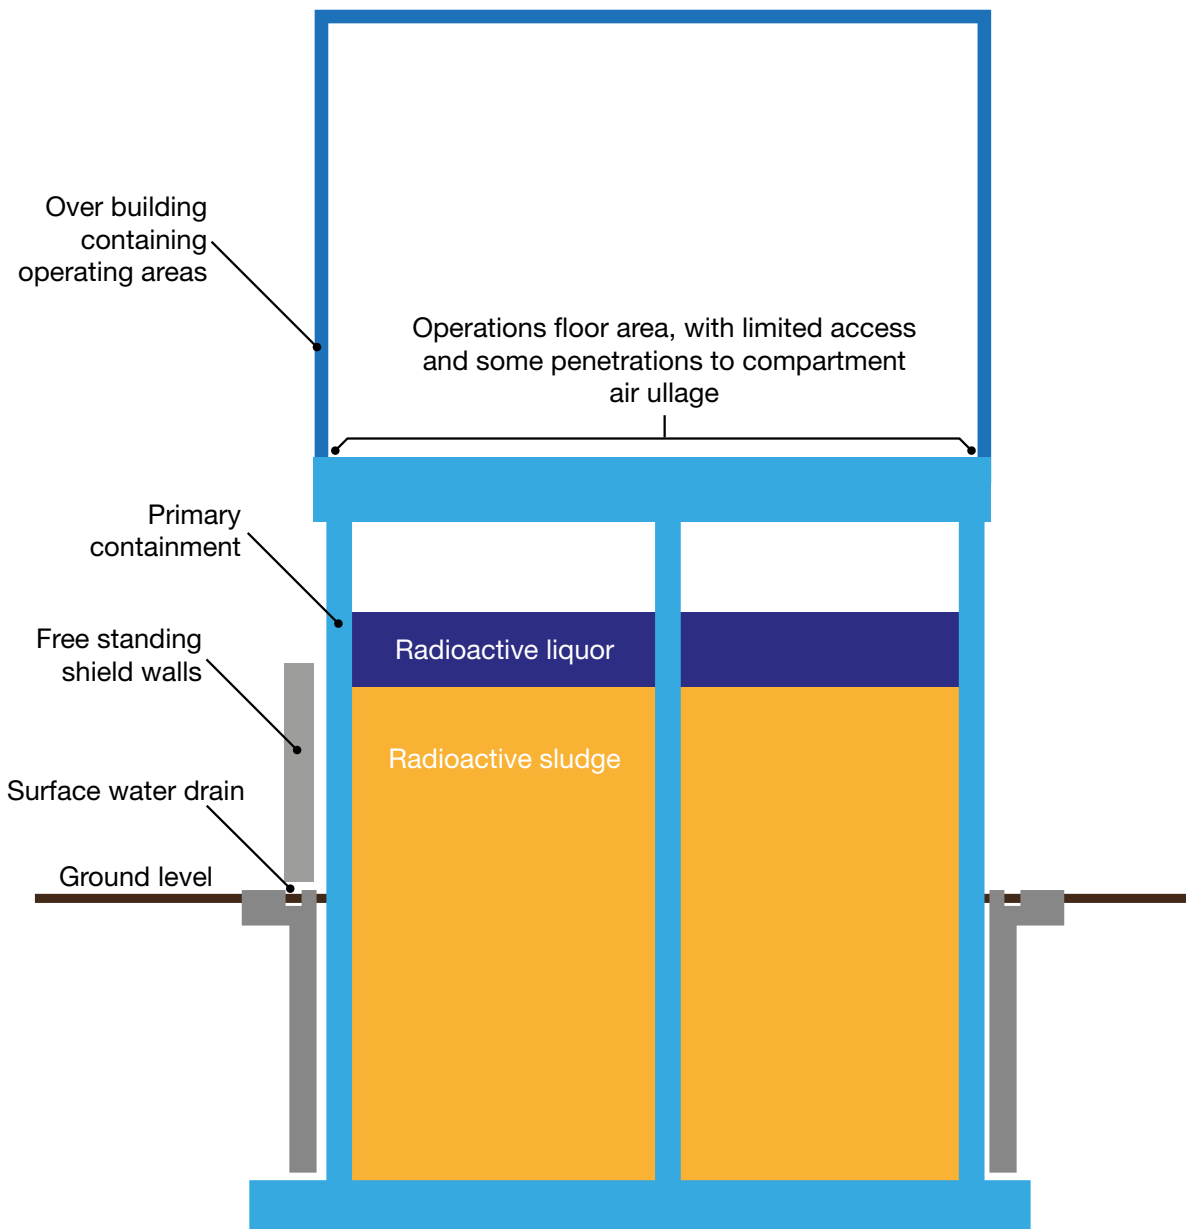 Over building
containing
operating areas
Operations floor area, with limited access
and some penetrations to compartment
air ullage
Primary
containment
Free standing
shield walls
Radioactive liquor
Radioactive sludge
Surface water drain
Ground level